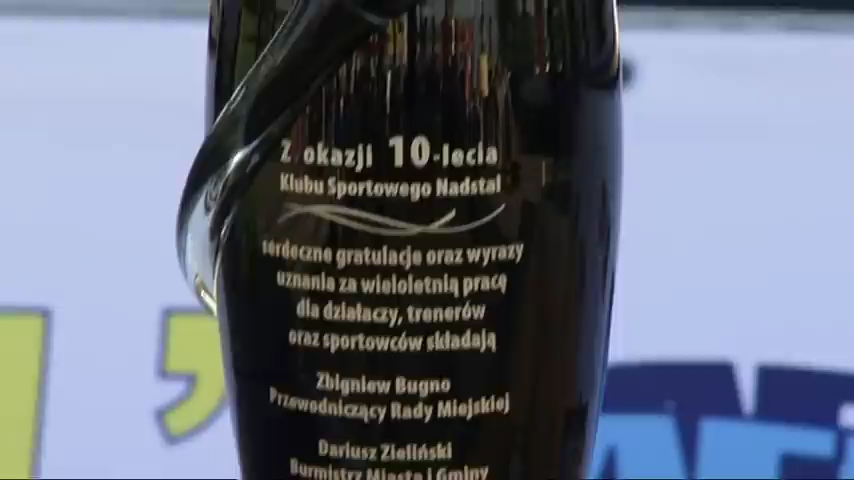 Z okazji 10-lecia
Klubu Sportowego Nadstal
serdeczne gratulacje oraz wyrazy
uznania za wieloletnią pracę
dla działaczy, trenerów
oraz sportowców składają
Zbigniew Bugno
Przewodniczący Rady Miejskiej
Dariusz Zieliński
Burmistrz Miasta i Gminy